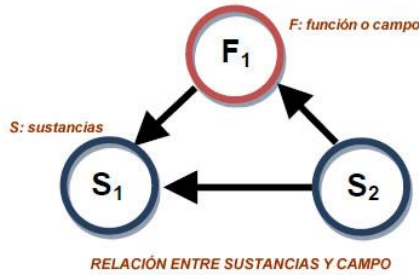 F: función o campo
F1
S: sustancias
S1
S2
RELACIÓN ENTRE SUSTANCIAS Y CAMPO